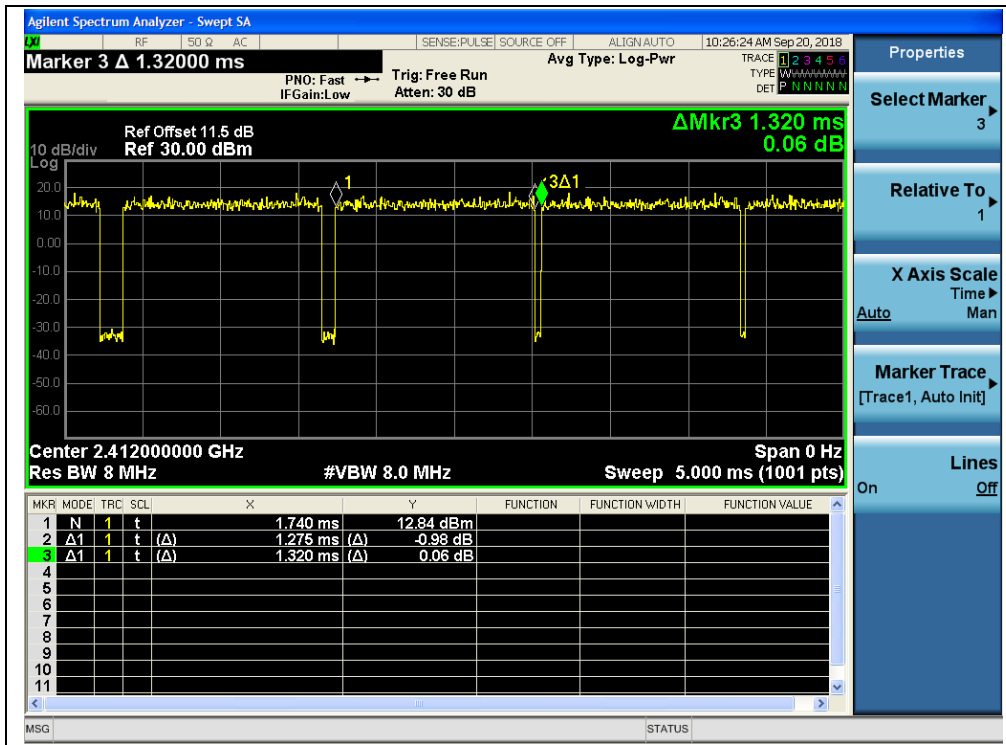 Agilent Spectrum Analyzer - Swept SA
LXI RF 50 Ω AC SENSE:PULSE SOURCE OFF ALIGN AUTO 10:26:24 AM Sep 20, 2018
Marker 3 Δ 1.32000 ms
PNO: Fast
IFGain:Low
Trig: Free Run
Atten: 30 dB
Avg Type: Log-Pwr
TRACE 1 2 3 4 5 6
TYPE W
DET P N N N N N
Ref Offset 11.5 dB
Ref 30.00 dBm
10 dB/div
Log
ΔMkr3 1.320 ms
0.06 dB
20.0
10.0
0.00
-10.0
-20.0
-30.0
-40.0
-50.0
-60.0
1
3Δ1
Center 2.412000000 GHz
Span 0 Hz
Res BW 8 MHz
#VBW 8.0 MHz
Sweep 5.000 ms (1001 pts)
MKR MODE TRC SCL X Y FUNCTION FUNCTION WIDTH FUNCTION VALUE
1 N 1 t 1.740 ms 12.84 dBm
2 Δ1 1 t (Δ) 1.275 ms (Δ) -0.98 dB
3 Δ1 1 t (Δ) 1.320 ms (Δ) 0.06 dB
4
5
6
7
8
9
10
11
MSG
STATUS
Properties
Select Marker
3
Relative To
1
X Axis Scale
Time
Auto Man
Marker Trace
[Trace1, Auto Init]
Lines
On Off